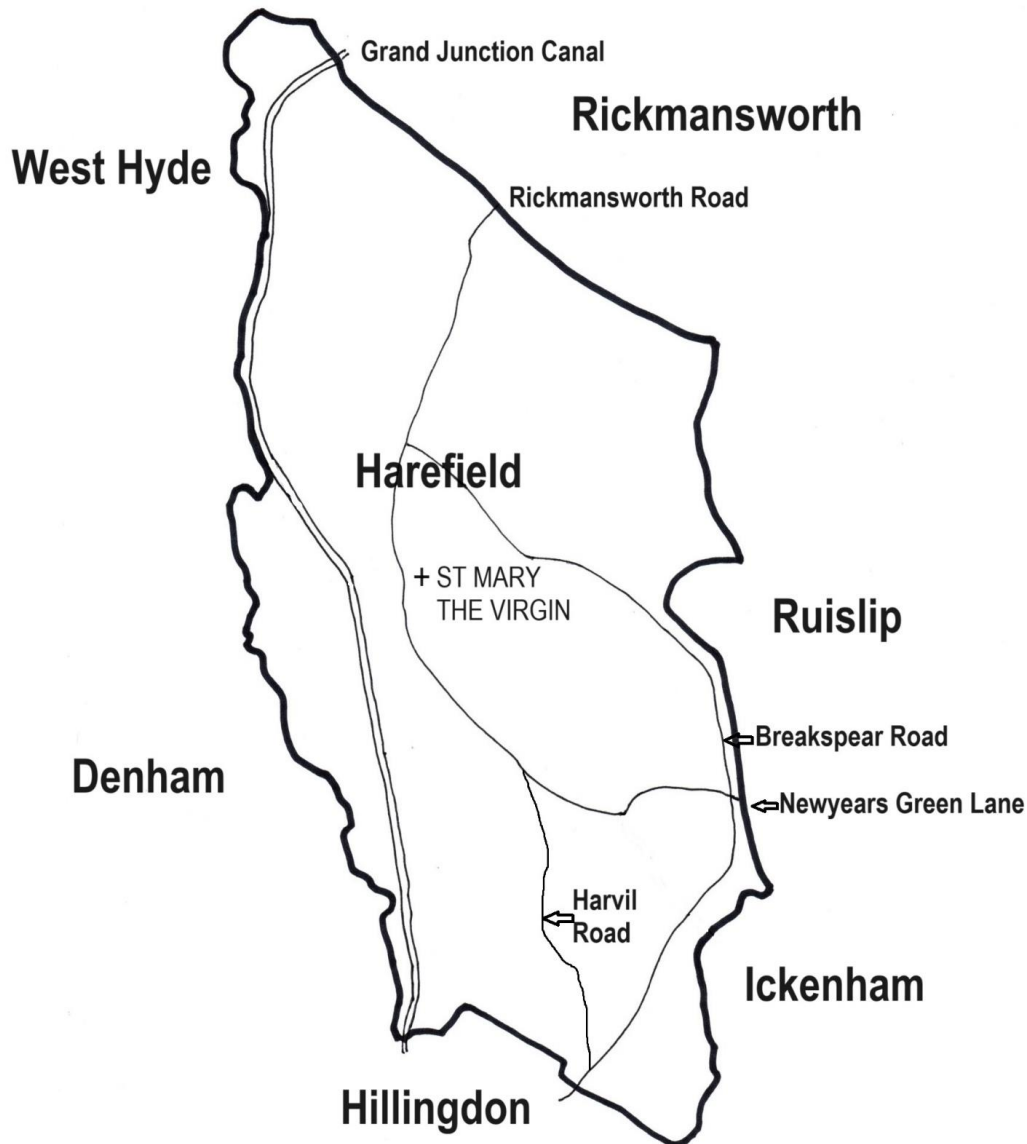 Grand Junction Canal
Rickmansworth
West Hyde
Rickmansworth Road
Harefield
+ ST MARY
THE VIRGIN
Ruislip
Breakspear Road
Denham
Newyears Green Lane
Harvil
Road
Ickenham
Hillingdon